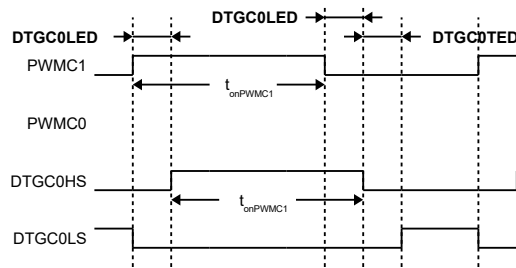 DTGC0LED
DTGC0LED
DTGC0TED
PWMC1
tonPWMC1
PWMC0
DTGC0HS
tonPWMC1
DTGC0LS